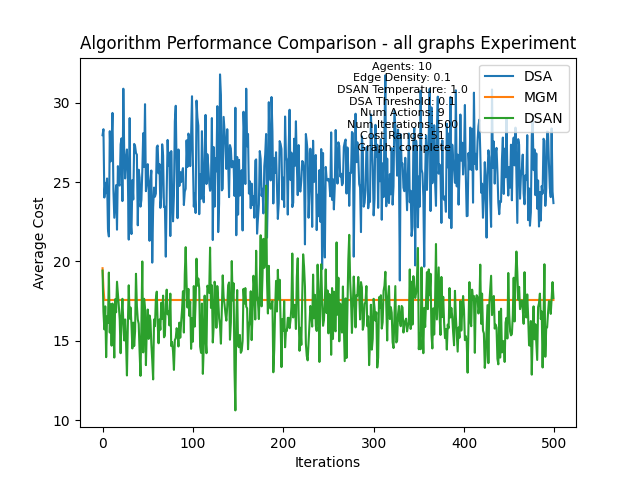 Algorithm Performance Comparison - all graphs Experiment
Agents: 10
Edge Density: 0.1
DSAN Temperature: 1.0
DSA Threshold: 0.1
Num Actions: 9
Num Iterations: 500
Cost Range: 51
Graph: complete
DSA
MGM
DSAN
Average Cost
30
25
20
15
10
0
100
200
300
400
500
Iterations